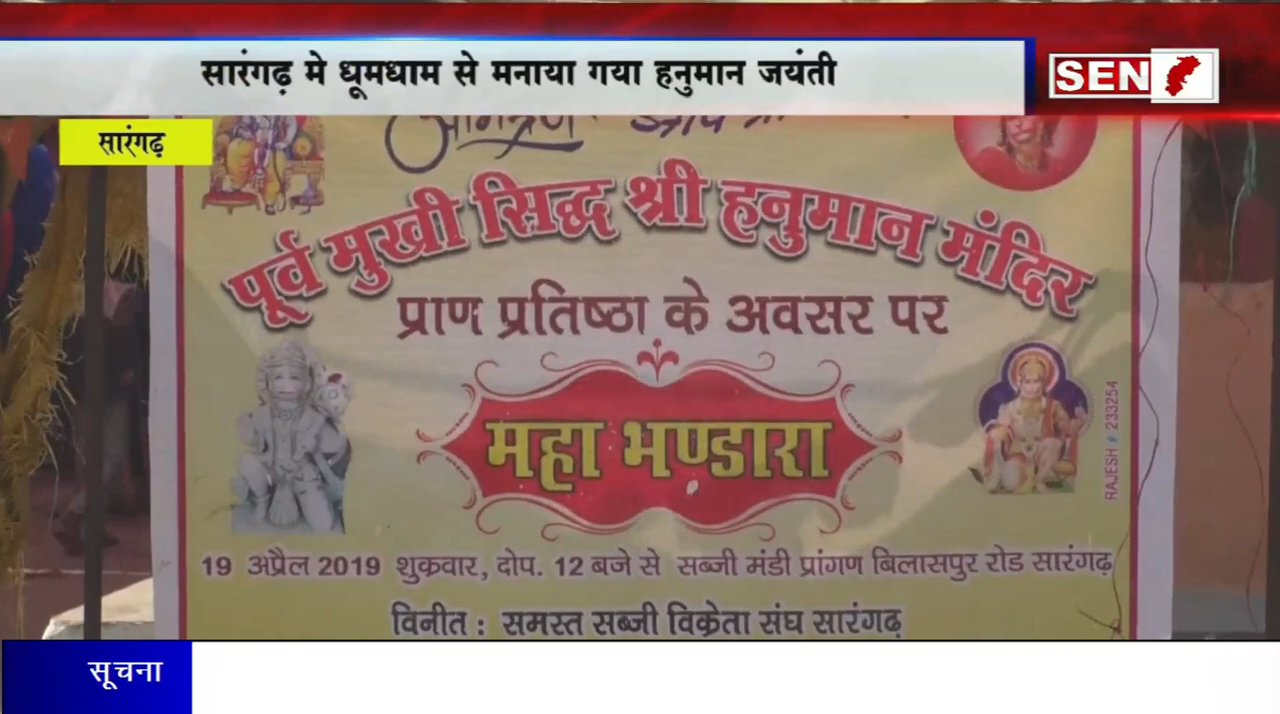 सारंगढ़ मे धूमधाम से मनाया गया हनुमान जयंती
SEN
सारंगढ़
पूर्व मुखी सिद्ध श्री हनुमान मंदिर
प्राण प्रतिष्ठा के अवसर पर
महा भण्डारा
RAJESH # 233254
19 अप्रैल 2019 शुक्रवार, दोप. 12 बजे से सब्जी मंडी प्रांगण बिलासपुर रोड सारंगढ़
विनीत : समस्त सब्जी विक्रेता संघ सारंगढ़
सूचना